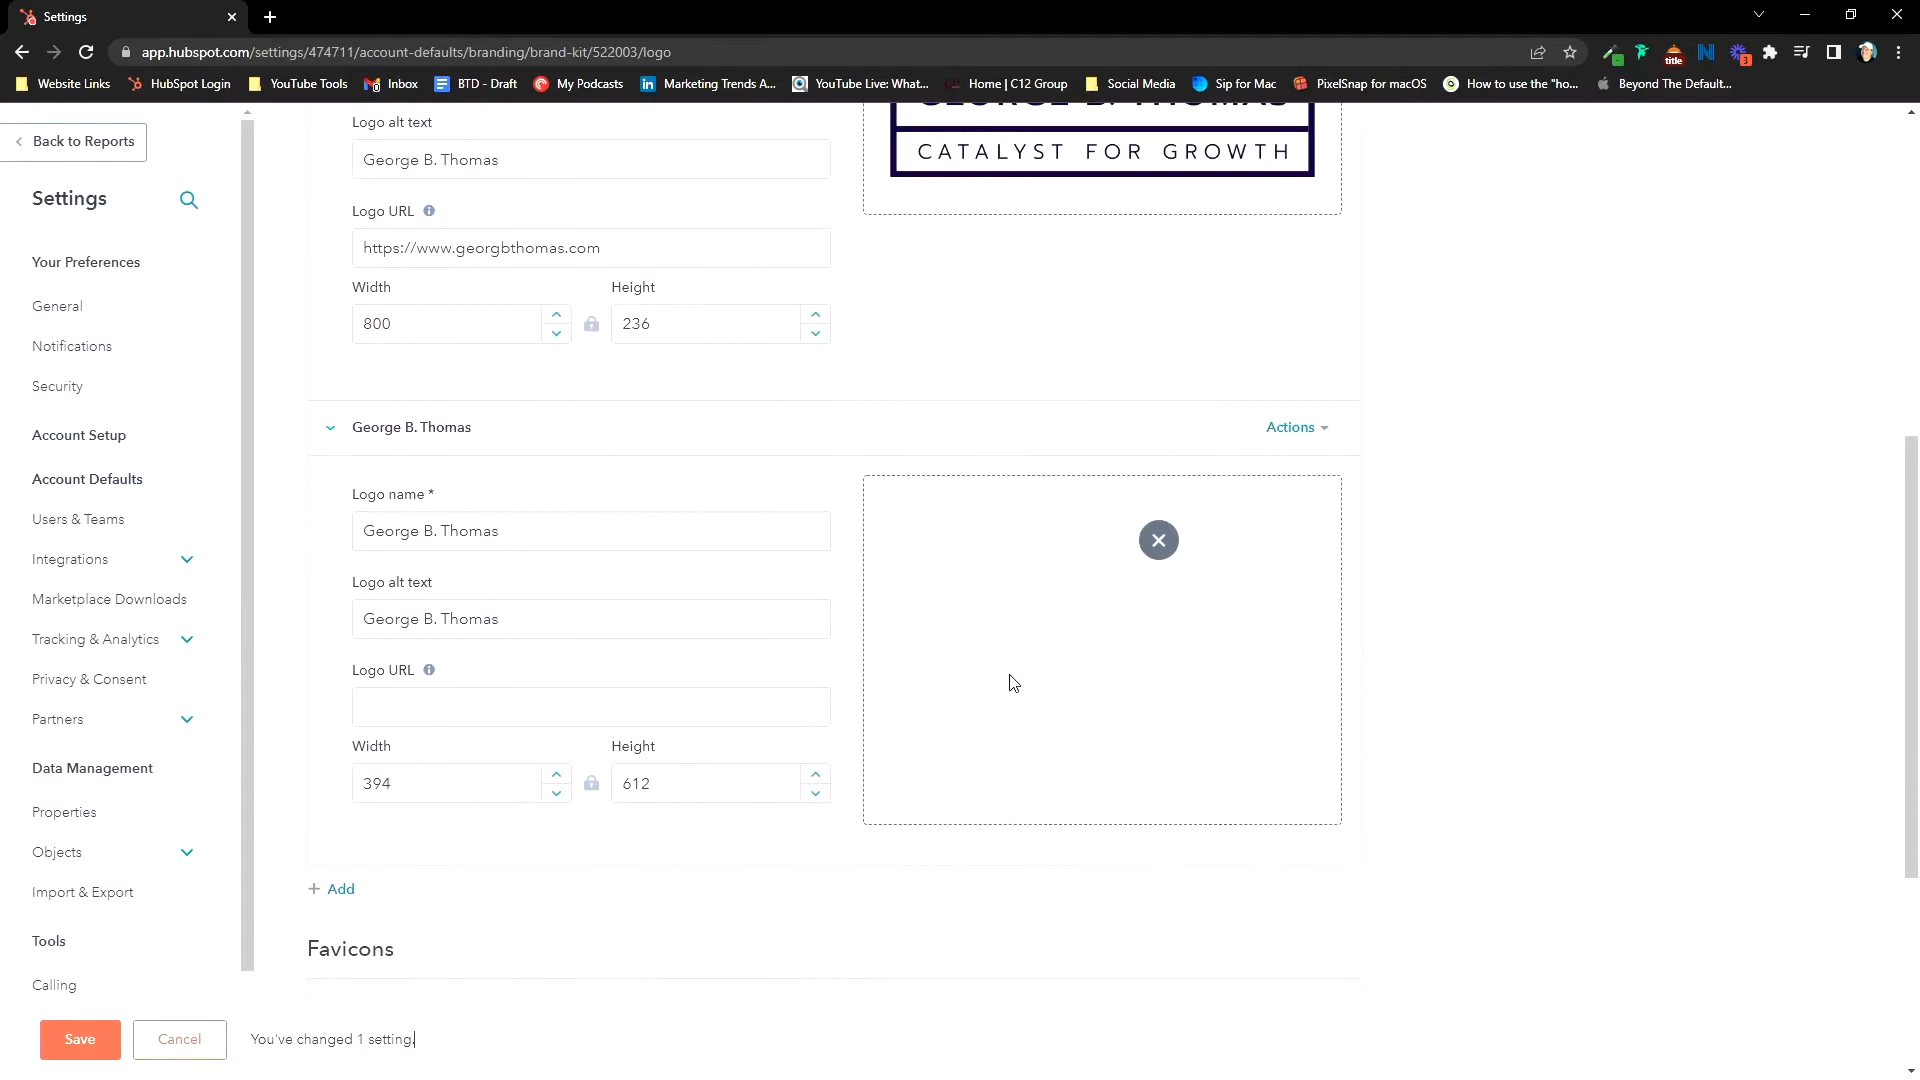 Settings
app.hubspot.com/settings/474711/account-defaults/branding/brand-kit/522003/logo
title
3
Website Links
HubSpot Login
YouTube Tools
Inbox
BTD - Draft
My Podcasts
Marketing Trends A...
YouTube Live: What...
Home | C12 Group
Social Media
Sip for Mac
PixelSnap for macOS
How to use the "ho...
Beyond The Default...
Back to Reports
Settings
Your Preferences
General
Notifications
Security
Account Setup
Account Defaults
Users & Teams
Integrations
Marketplace Downloads
Tracking & Analytics
Privacy & Consent
Partners
Data Management
Properties
Objects
Import & Export
Tools
Calling
Logo alt text
George B. Thomas
Logo URL
https://www.georgbthomas.com
Width
Height
800
236
GEORGE B. THOMAS
CATALYST FOR GROWTH
George B. Thomas
Actions
Logo name *
George B. Thomas
Logo alt text
George B. Thomas
Logo URL
Width
Height
394
612
+ Add
Favicons
Save
Cancel
You've changed 1 setting.